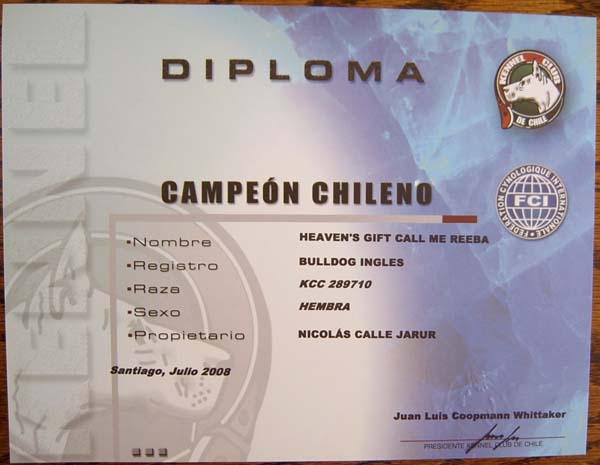 DIPLOMA
KENNEL CLUB
DE CHILE
FÉDÉRATION CYNOLOGIQUE INTERNATIONALE
FCI
CAMPEÓN CHILENO
▪Nombre HEAVEN'S GIFT CALL ME REEBA
▪Registro BULLDOG INGLES
▪Raza KCC 289710
▪Sexo HEMBRA
▪Propietario NICOLÁS CALLE JARUR
Santiago, Julio 2008
Juan Luis Coopmann Whittaker
PRESIDENTE KENNEL CLUB DE CHILE
KENNEL